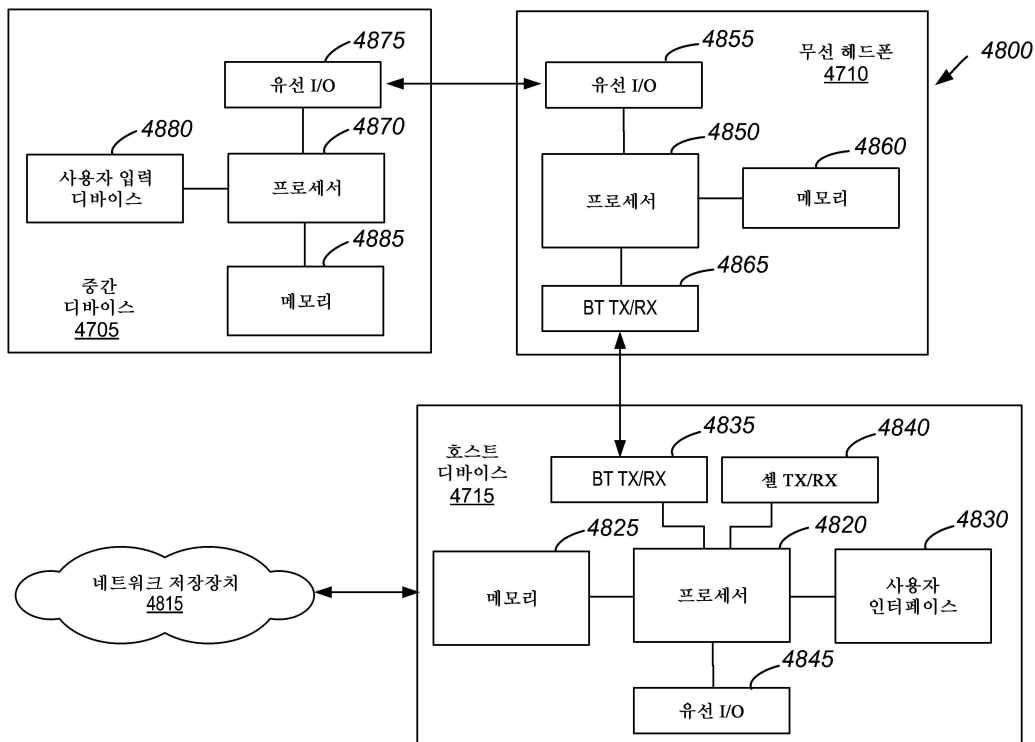 4875
유선 I/O
4880
사용자 입력
디바이스
4870
프로세서
4885
메모리
중간
디바이스
4705
4855
유선 I/O
무선 헤드폰
4710
4800
4850
프로세서
4860
메모리
4865
BT TX/RX
호스트
디바이스
4715
4835
BT TX/RX
4840
셀 TX/RX
4825
메모리
4820
프로세서
4830
사용자
인터페이스
4845
유선 I/O
네트워크 저장장치
4815